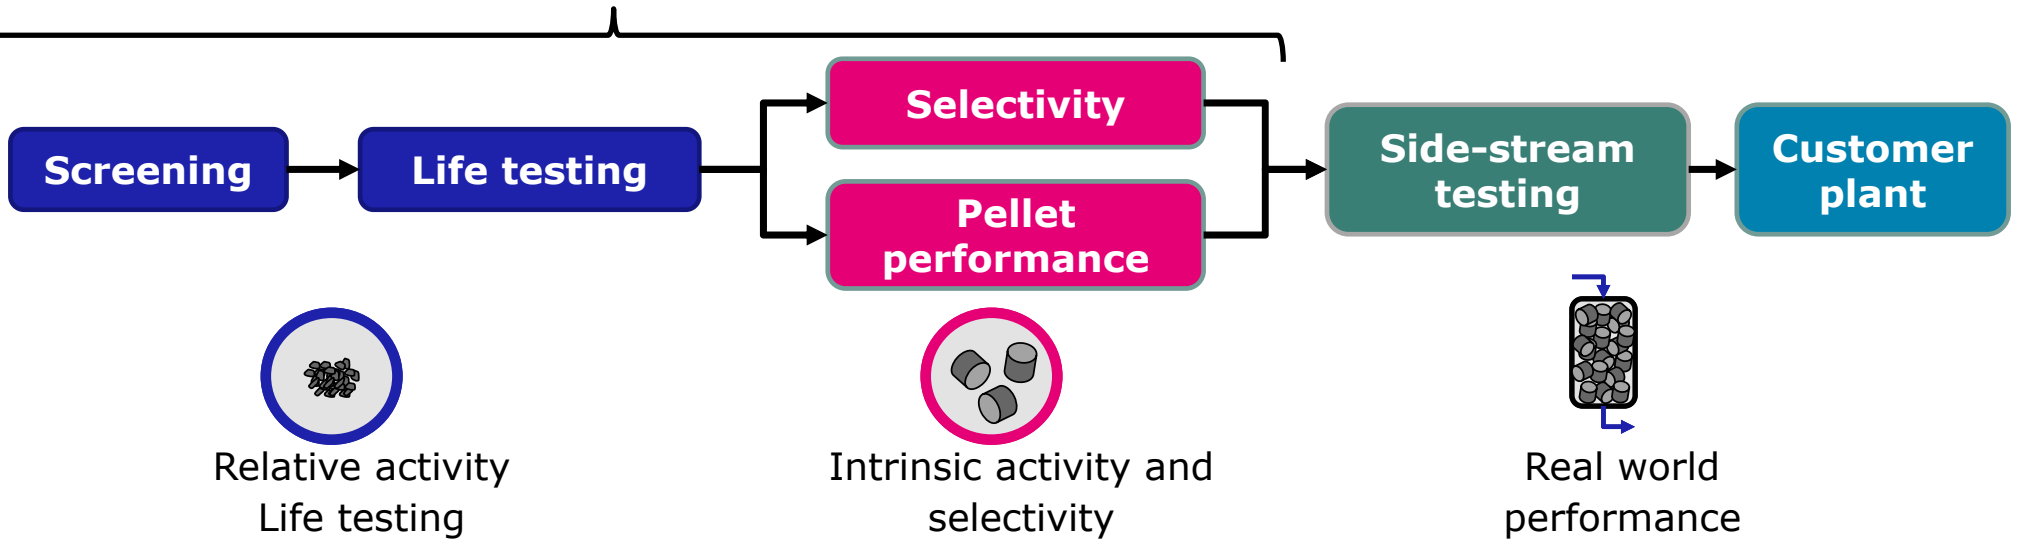 Screening
Life testing
Selectivity
Pellet
performance
Side-stream
testing
Customer
plant
Relative activity
Life testing
Intrinsic activity and
selectivity
Real world
performance